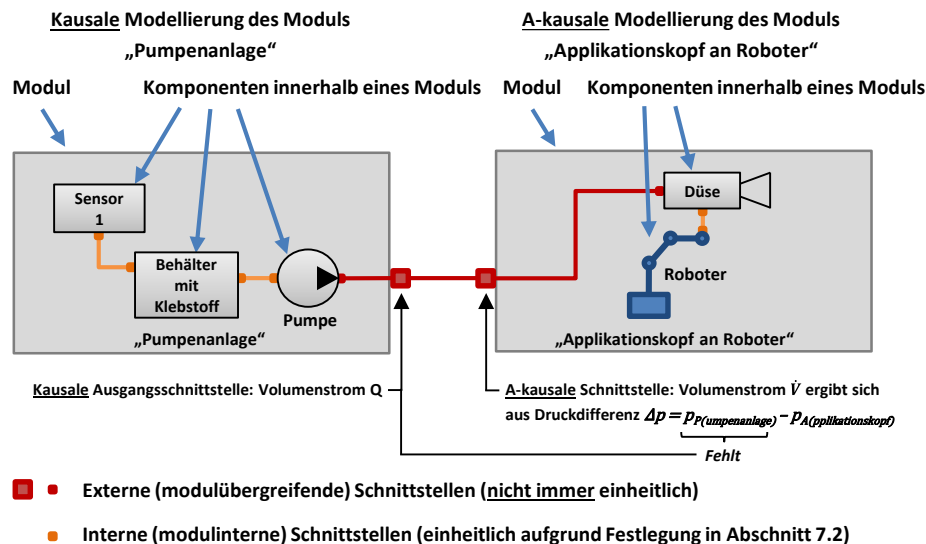 Kausale Modellierung des Moduls
„Pumpenanlage“
A-kausale Modellierung des Moduls
„Applikationskopf an Roboter“
Modul
Komponenten innerhalb eines Moduls
Modul
Komponenten innerhalb eines Moduls
Sensor
1
Behälter
mit
Klebstoff
Pumpe
„Pumpenanlage“
Düse
Roboter
„Applikationskopf an Roboter“
Kausale Ausgangsschnittstelle: Volumenstrom Q
A-kausale Schnittstelle: Volumenstrom V̇ ergibt sich
aus Druckdifferenz Δp = pP(umpenanlage) – pA(pplikationskopf)
Fehlt
Externe (modulübergreifende) Schnittstellen (nicht immer einheitlich)
Interne (modulinterne) Schnittstellen (einheitlich aufgrund Festlegung in Abschnitt 7.2)